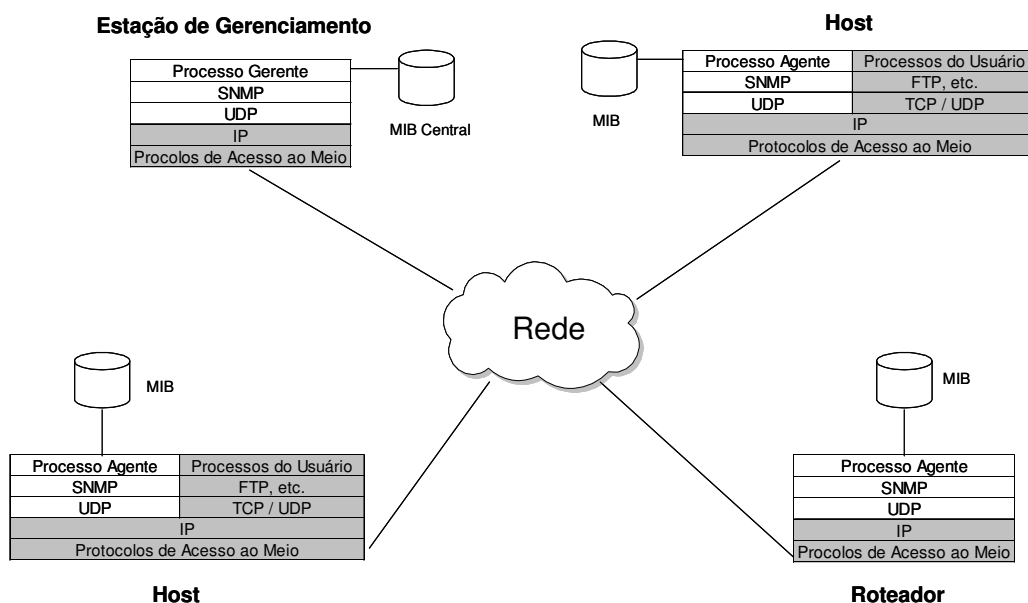 Estação de Gerenciamento
Processo Gerente
SNMP
UDP
IP
Procolos de Acesso ao Meio
MIB Central
Host
Processo Agente
Processos do Usuário
SNMP
FTP, etc.
UDP
TCP / UDP
IP
Protocolos de Acesso ao Meio
MIB
Rede
MIB
Processo Agente
Processos do Usuário
SNMP
FTP, etc.
UDP
TCP / UDP
IP
Protocolos de Acesso ao Meio
Host
MIB
Processo Agente
SNMP
UDP
IP
Procolos de Acesso ao Meio
Roteador